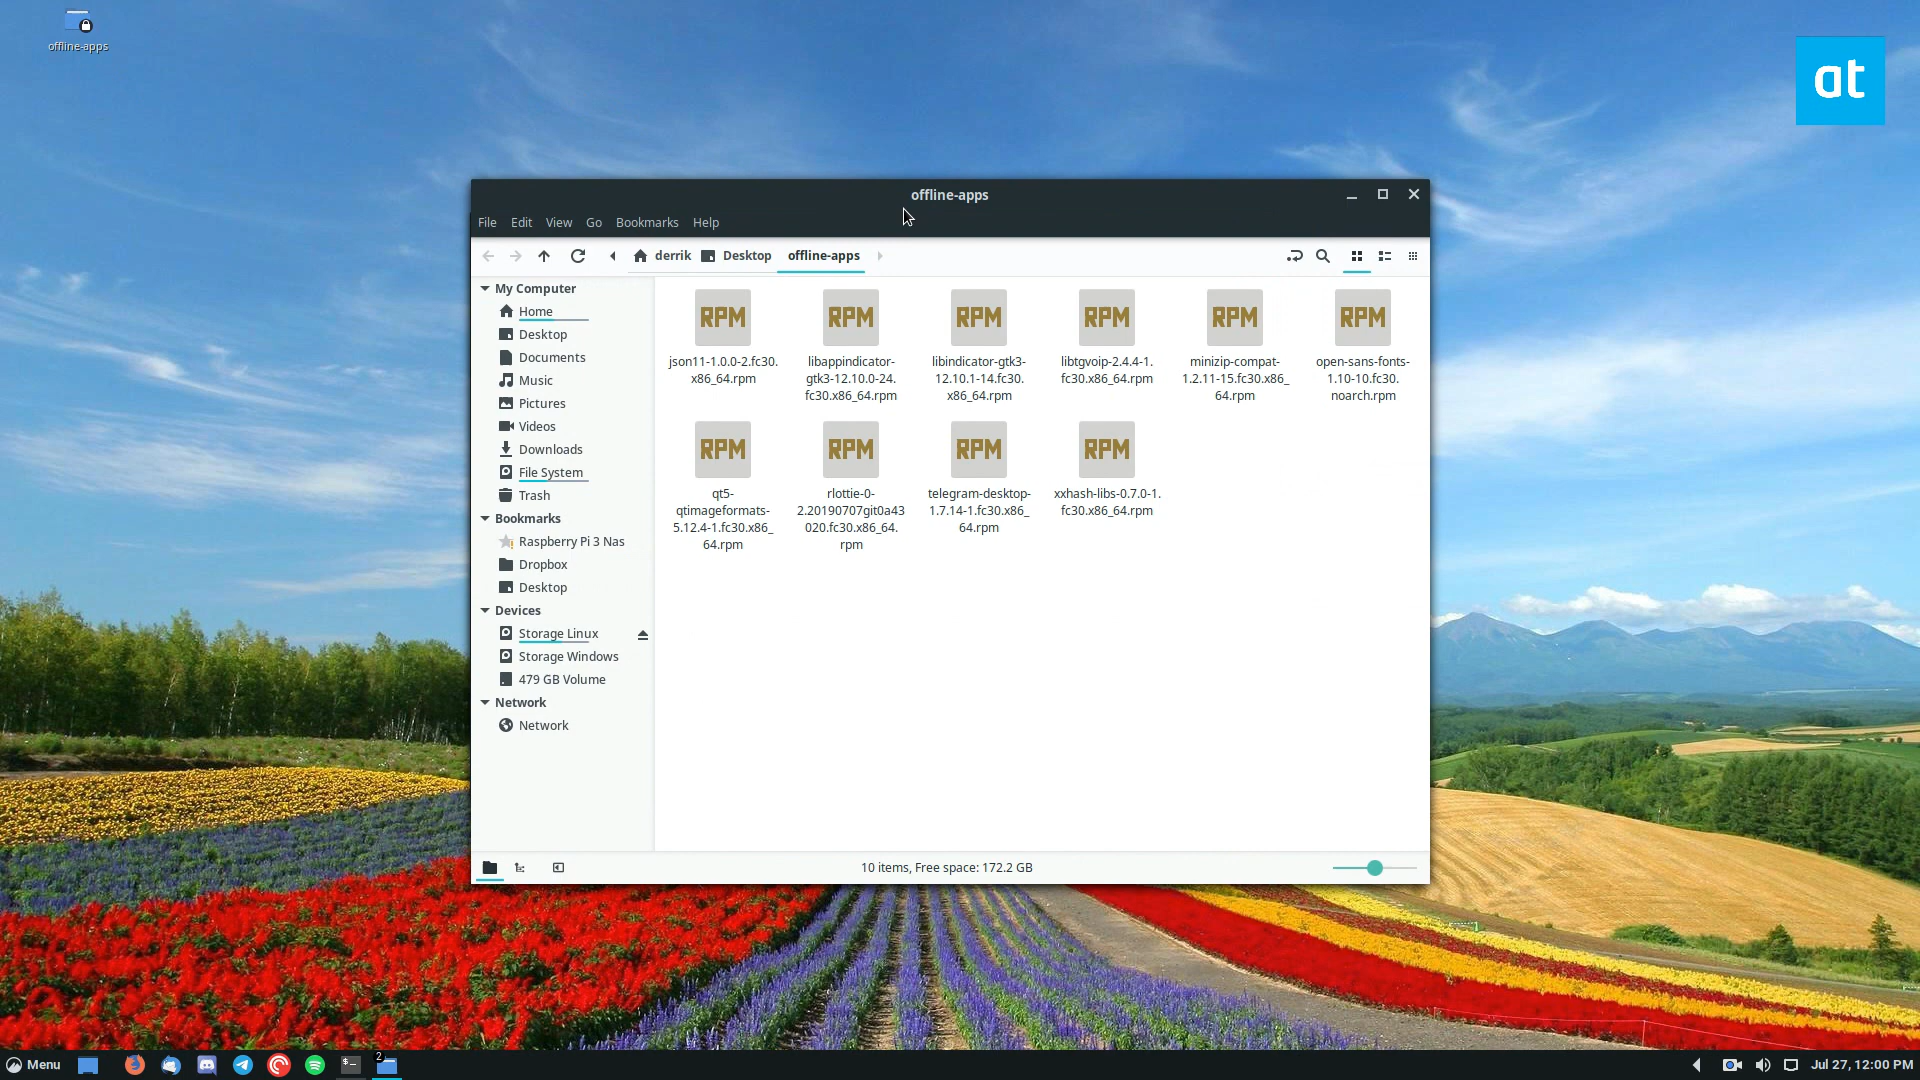 offline-apps
at
offline-apps
File Edit View Go Bookmarks Help
derrik Desktop offline-apps
My Computer
Home
Desktop
Documents
Music
Pictures
Videos
Downloads
File System
Trash
Bookmarks
Raspberry Pi 3 Nas
Dropbox
Desktop
Devices
Storage Linux
Storage Windows
479 GB Volume
Network
Network
RPM RPM RPM RPM RPM RPM
json11-1.0.0-2.fc30.
x86_64.rpm
libappindicator-
gtk3-12.10.0-24.
fc30.x86_64.rpm
libindicator-gtk3-
12.10.1-14.fc30.
x86_64.rpm
libtgvoip-2.4.4-1.
fc30.x86_64.rpm
minizip-compat-
1.2.11-15.fc30.x86_
64.rpm
open-sans-fonts-
1.10-10.fc30.
noarch.rpm
RPM RPM RPM RPM
qt5-
qtimageformats-
5.12.4-1.fc30.x86_
64.rpm
rlottie-0-
2.20190707git0a43
020.fc30.x86_64.
rpm
telegram-desktop-
1.7.14-1.fc30.x86_
64.rpm
xxhash-libs-0.7.0-1.
fc30.x86_64.rpm
10 items, Free space: 172.2 GB
Menu
$-
2
Jul 27, 12:00 PM